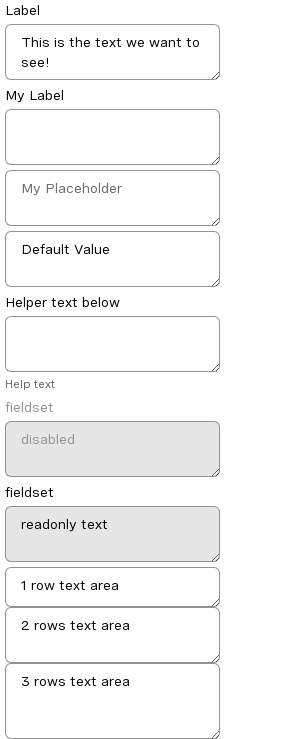 Label
This is the text we want to
see!
My Label
My Placeholder
Default Value
Helper text below
Help text
fieldset
disabled
fieldset
readonly text
1 row text area
2 rows text area
3 rows text area